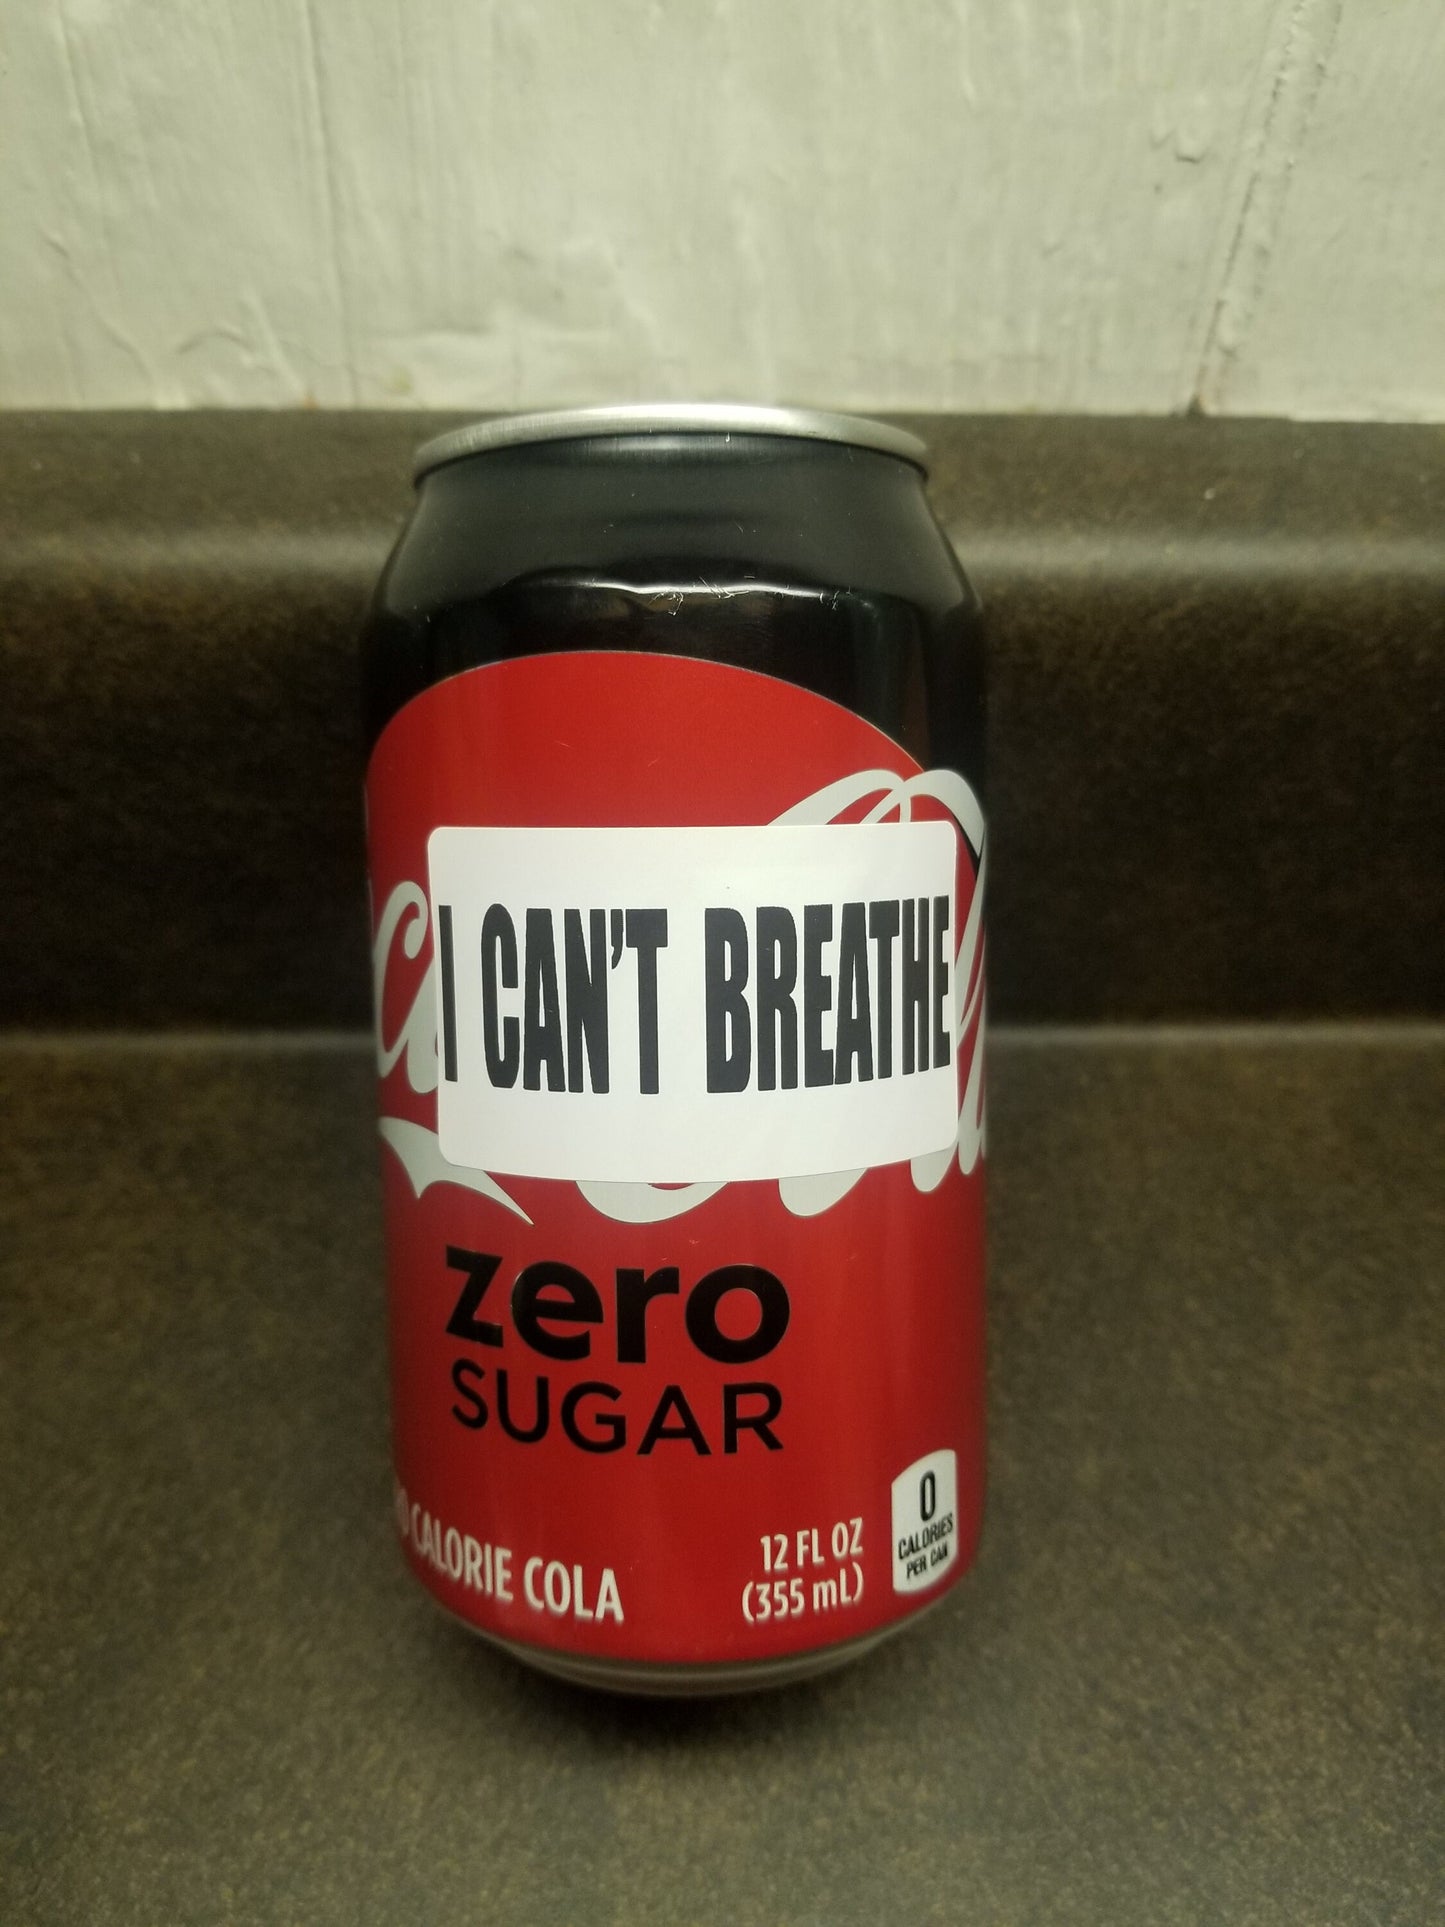 I CAN'T BREATHE
zero
SUGAR
CALORIE COLA
12 FL OZ
(355 mL)
0
CALORIES
PER CAN